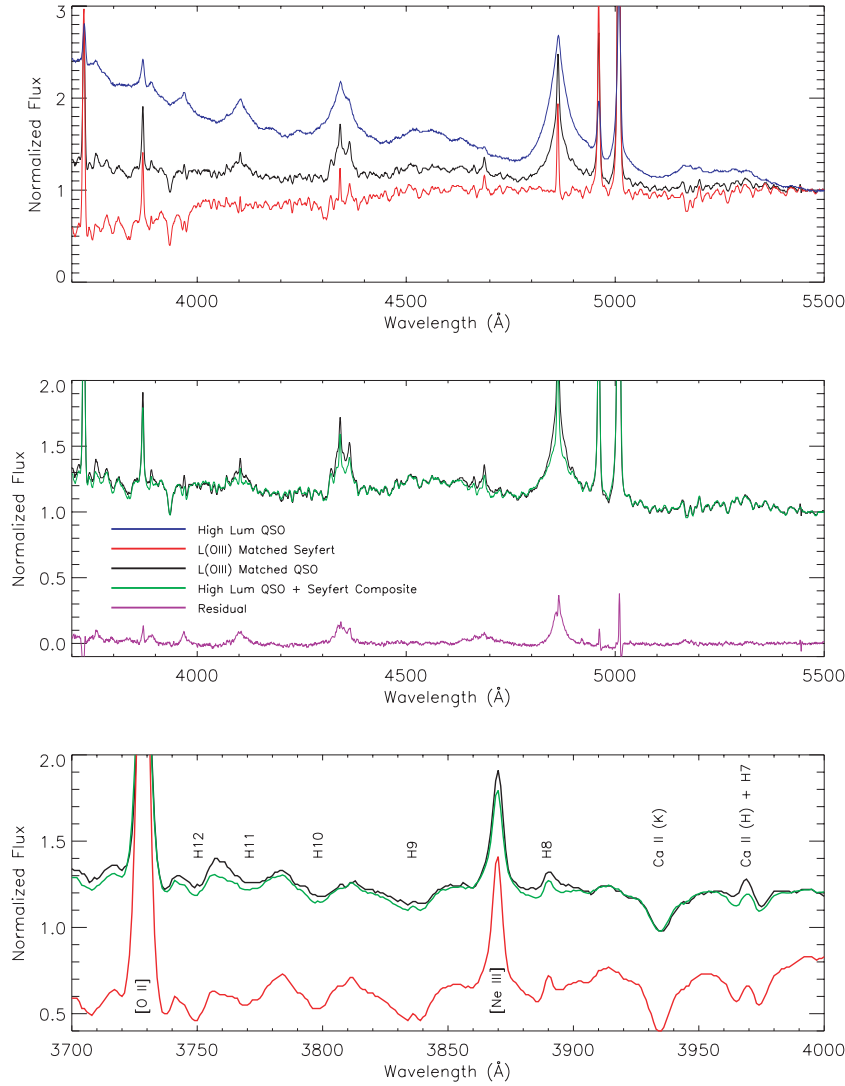 3
2
1
0
Normalized Flux
4000 4500 5000 5500
Wavelength (Å)
2.0
1.5
1.0
0.5
0.0
Normalized Flux
High Lum QSO
L(OIII) Matched Seyfert
L(OIII) Matched QSO
High Lum QSO + Seyfert Composite
Residual
4000 4500 5000 5500
Wavelength (Å)
2.0
1.5
1.0
0.5
Normalized Flux
[O II]
H12
H11
H10
H9
[Ne III]
H8
Ca II (K)
Ca II (H) + H7
3700 3750 3800 3850 3900 3950 4000
Wavelength (Å)